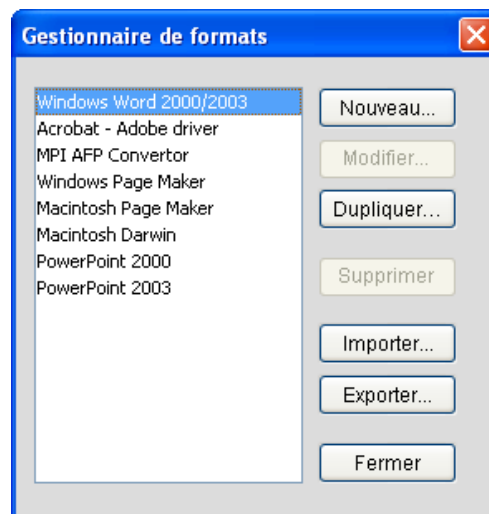 Gestionnaire de formats
Windows Word 2000/2003
Acrobat - Adobe driver
MPI AFP Convertor
Windows Page Maker
Macintosh Page Maker
Macintosh Darwin
PowerPoint 2000
PowerPoint 2003
Nouveau...
Modifier...
Dupliquer...
Supprimer
Importer...
Exporter...
Fermer